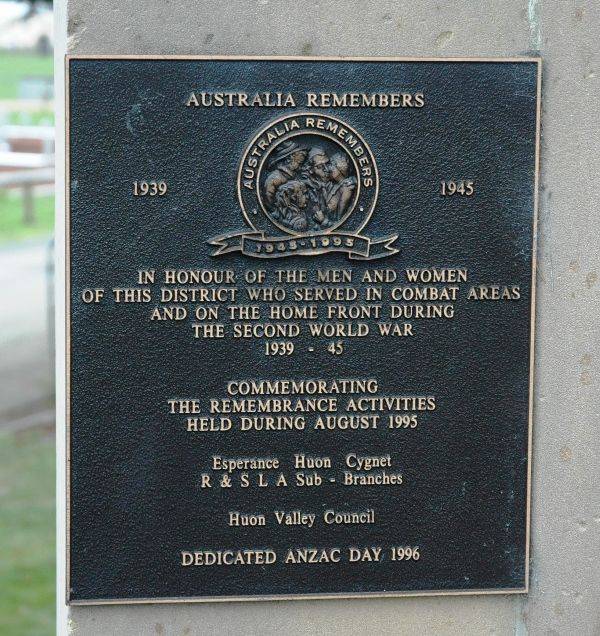 AUSTRALIA REMEMBERS
AUSTRALIA REMEMBERS
1939
1945
1945-1995
IN HONOUR OF THE MEN AND WOMEN
OF THIS DISTRICT WHO SERVED IN COMBAT AREAS
AND ON THE HOME FRONT DURING
THE SECOND WORLD WAR
1939 - 45
COMMEMORATING
THE REMEMBRANCE ACTIVITIES
HELD DURING AUGUST 1995
Esperance Huon Cygnet
R & S L A Sub - Branches
Huon Valley Council
DEDICATED ANZAC DAY 1996